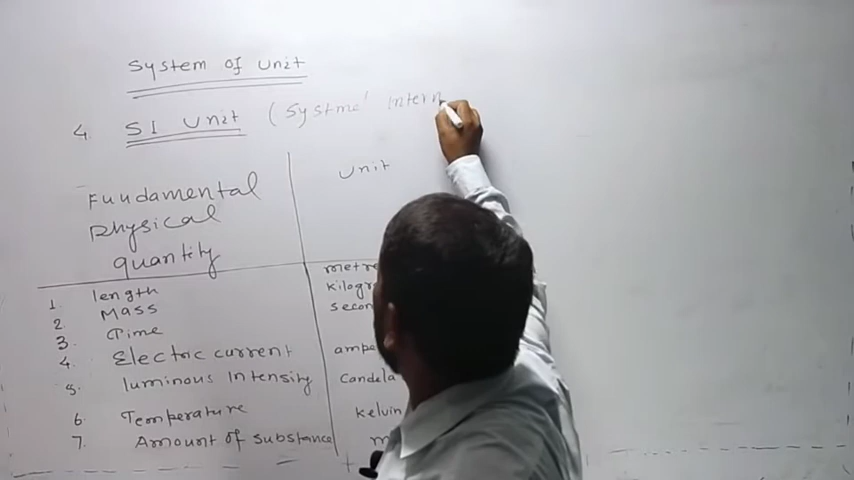 System of Unit
4. SI Unit (Systme' Intern
Fuundamental Physical quantity
Unit
1. length metre
2. Mass kilogr
3. Time secon
4. Electric current ampe
5. luminous Intensity Candela
6. Temperature kelvin
7. Amount of substance m